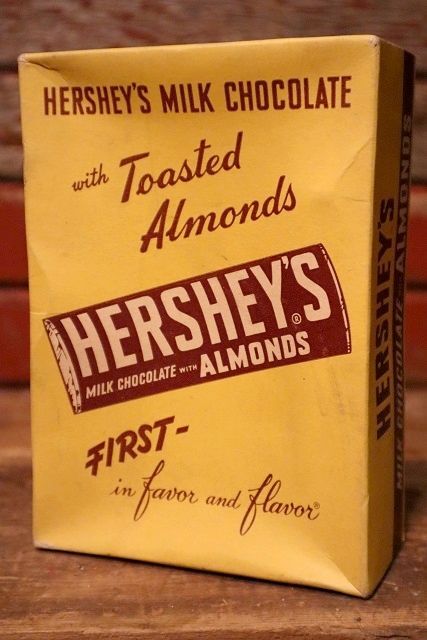 HERSHEY'S MILK CHOCOLATE
with Toasted
Almonds
HERSHEY'S®
MILK CHOCOLATE WITH ALMONDS
FIRST-
in favor and flavor®
HERSHEY'S
MILK CHOCOLATE WITH ALMONDS